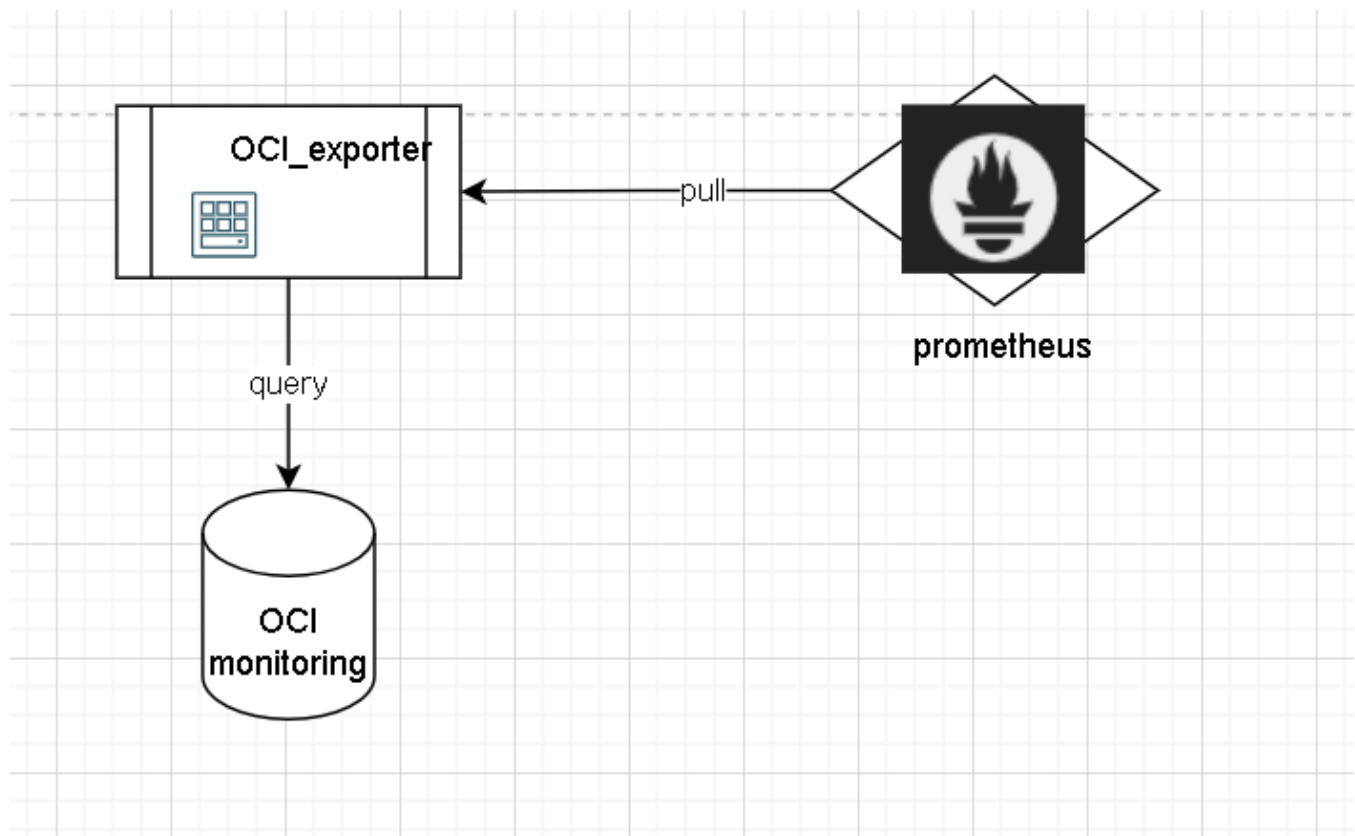 OCI_exporter
pull
prometheus
query
OCI
monitoring